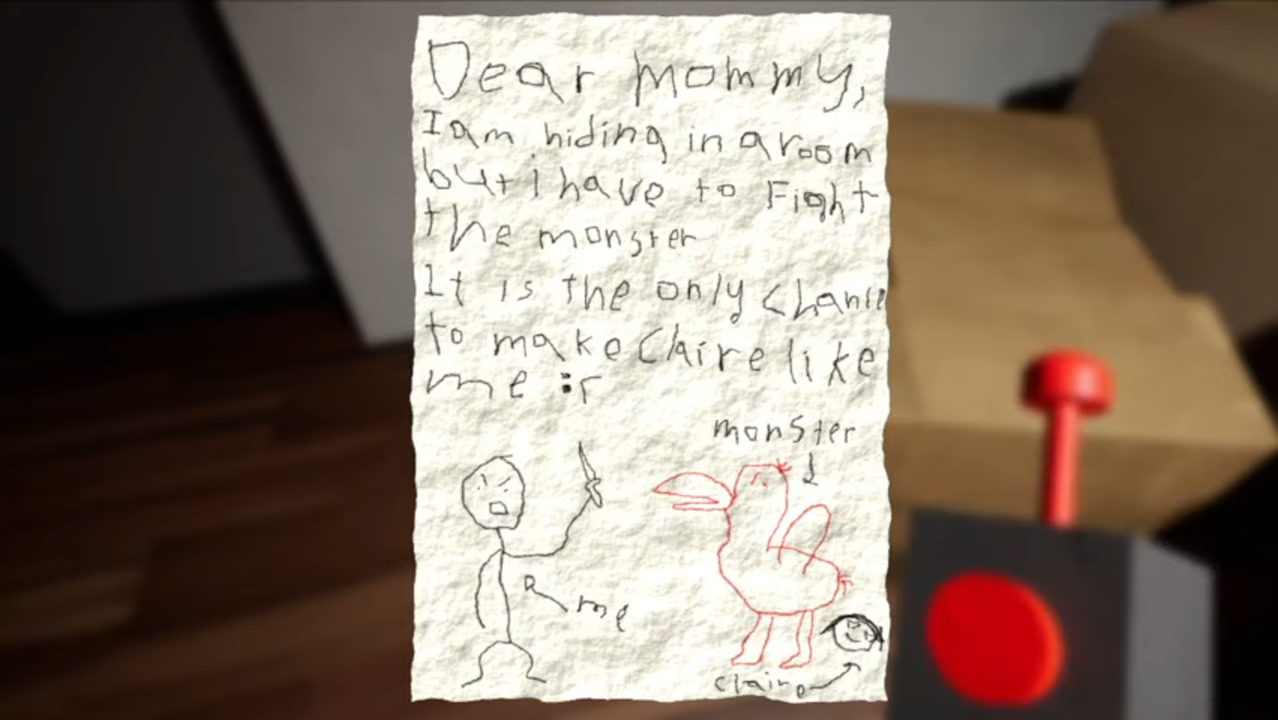 Dear mommy,
I am hiding in a room
but i have to Fight
the monster
It is the only chance
to make Claire like
me :r
monster
me
claire